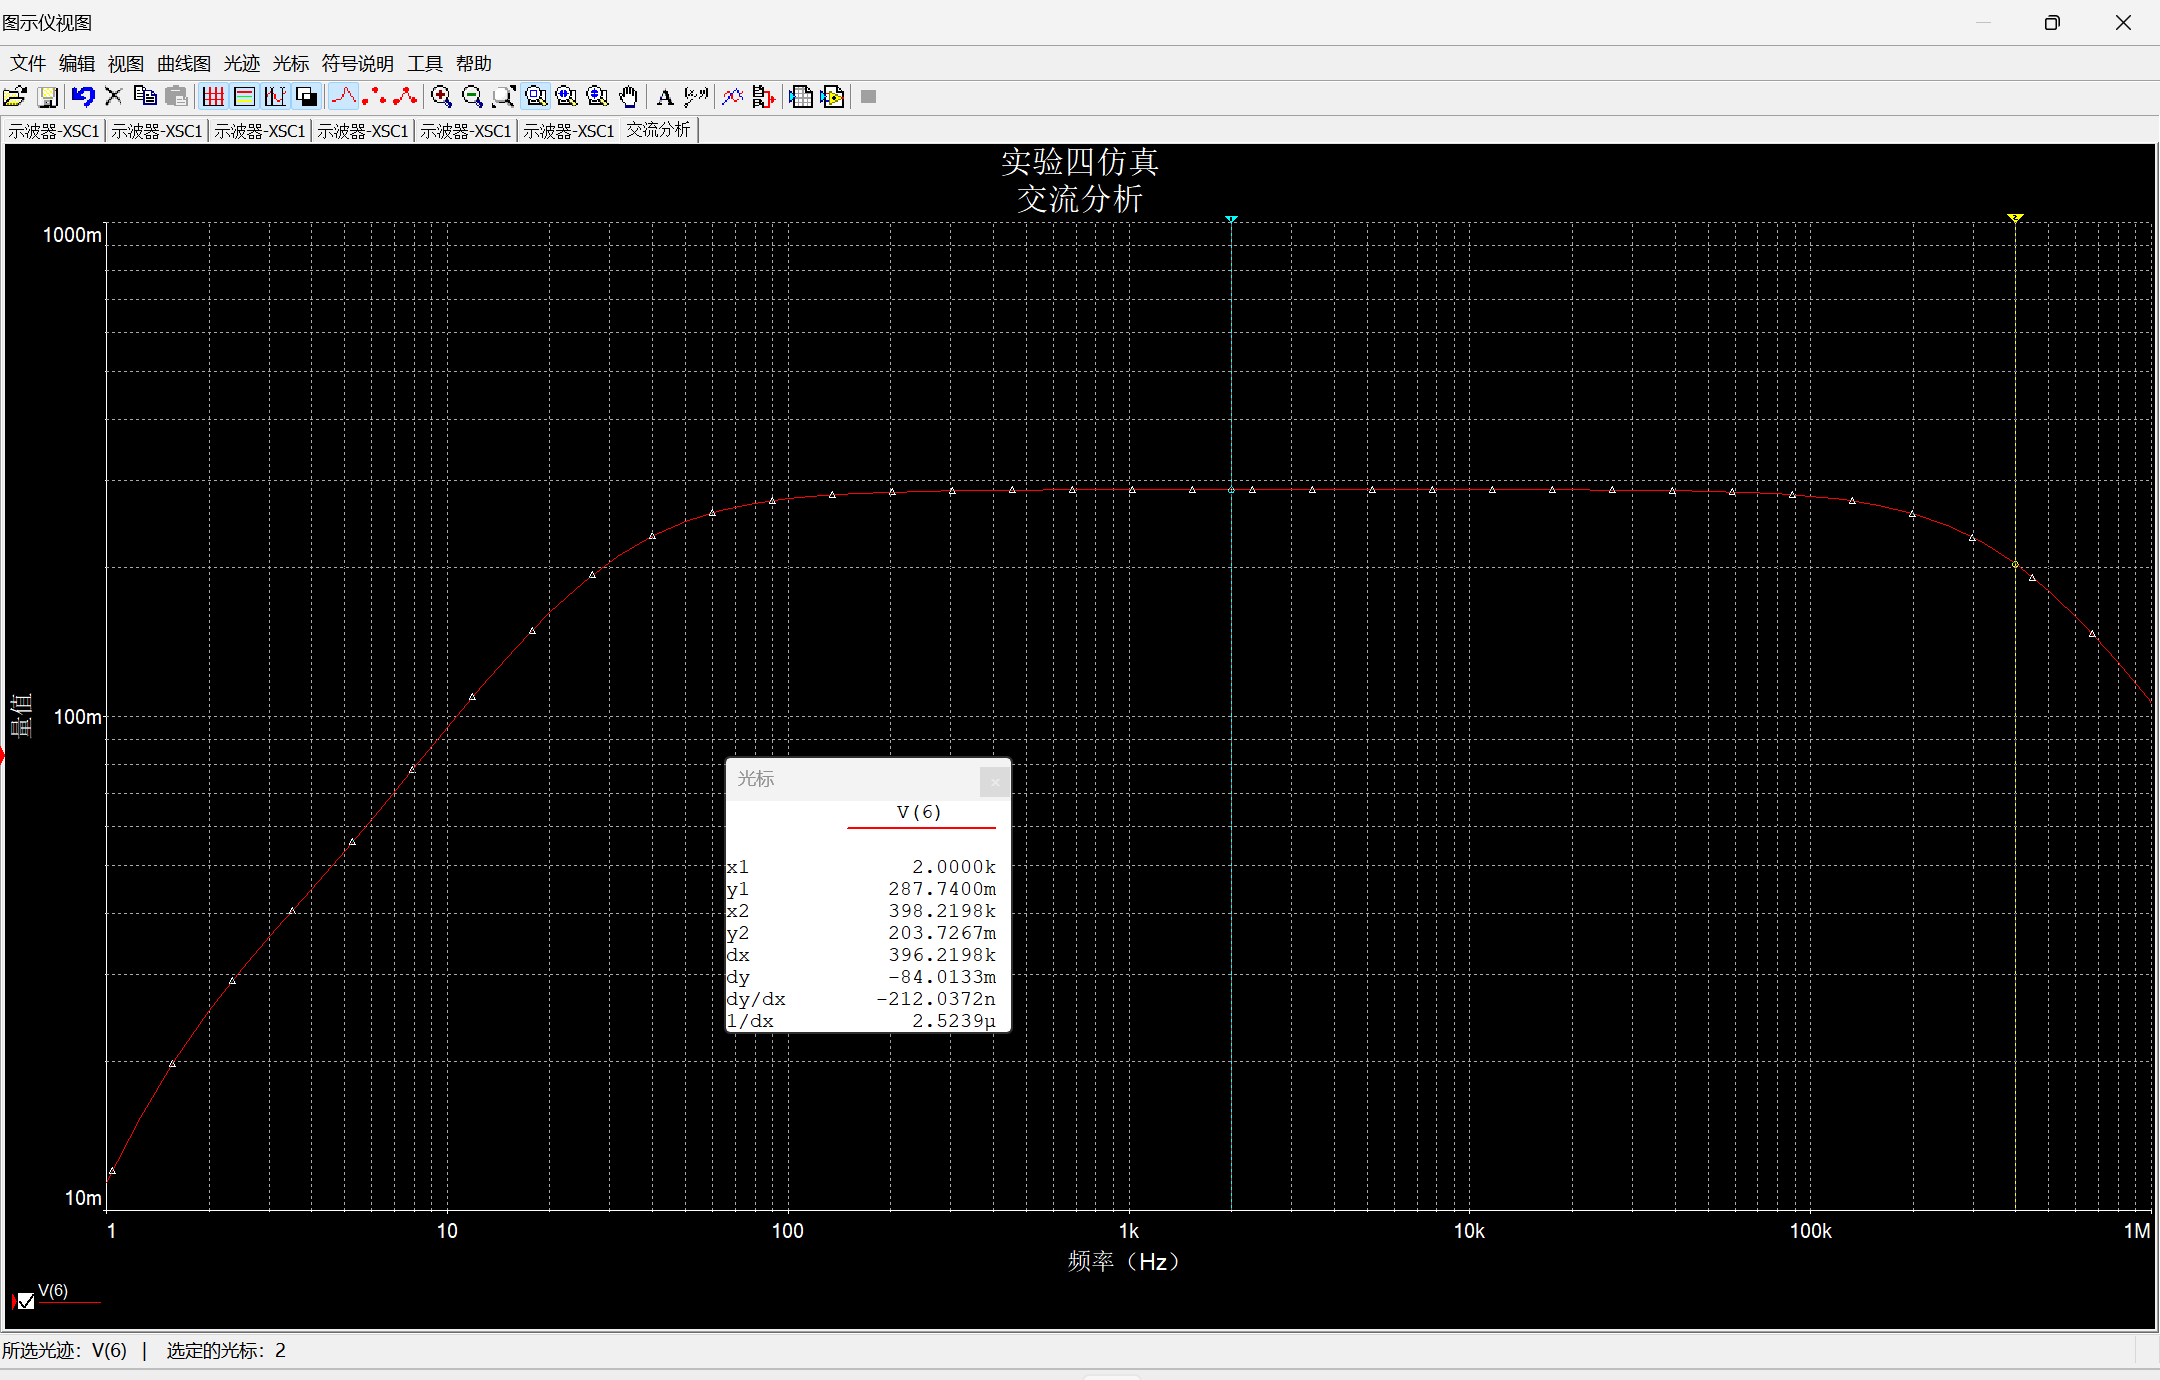 图示仪视图
文件 编辑 视图 曲线图 光迹 光标 符号说明 工具 帮助
示波器-XSC1 示波器-XSC1 示波器-XSC1 示波器-XSC1 示波器-XSC1 示波器-XSC1 交流分析
实验四仿真
交流分析
1000m
100m
10m
量值
1 10 100 1k 10k 100k 1M
频率（Hz）
光标
V(6)
x1 2.0000k
y1 287.7400m
x2 398.2198k
y2 203.7267m
dx 396.2198k
dy -84.0133m
dy/dx -212.0372n
1/dx 2.5239µ
V(6)
所选光迹：V(6) | 选定的光标：2